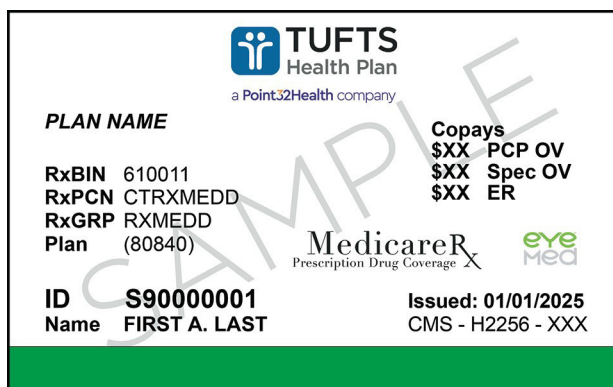 TUFTS
Health Plan
a Point32Health company
PLAN NAME
Copays
$XX PCP OV
$XX Spec OV
$XX ER
RxBIN 610011
RxPCN CTRXMEDD
RxGRP RXMEDD
Plan (80840)
MedicareRx
Prescription Drug Coverage
eye
Med
ID S90000001
Name FIRST A. LAST
Issued: 01/01/2025
CMS - H2256 - XXX
SAMPLE